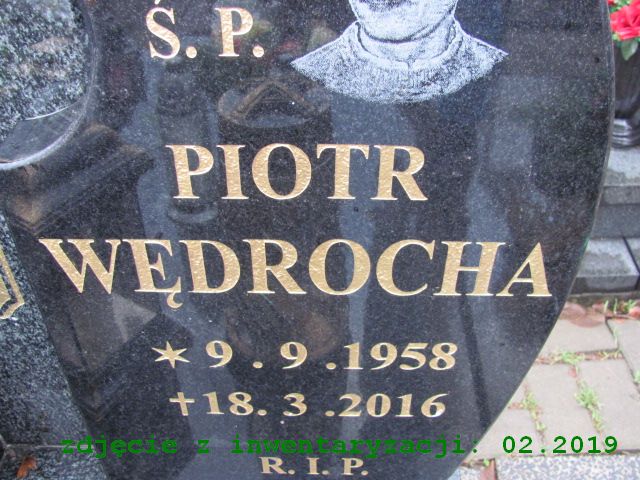 Ś. P.
PIOTR
WĘDROCHA
✶ 9 . 9 .1958
✝ 18. 3 .2016
zdjęcie z inwentaryzacji: 02.2019
R. I. P.